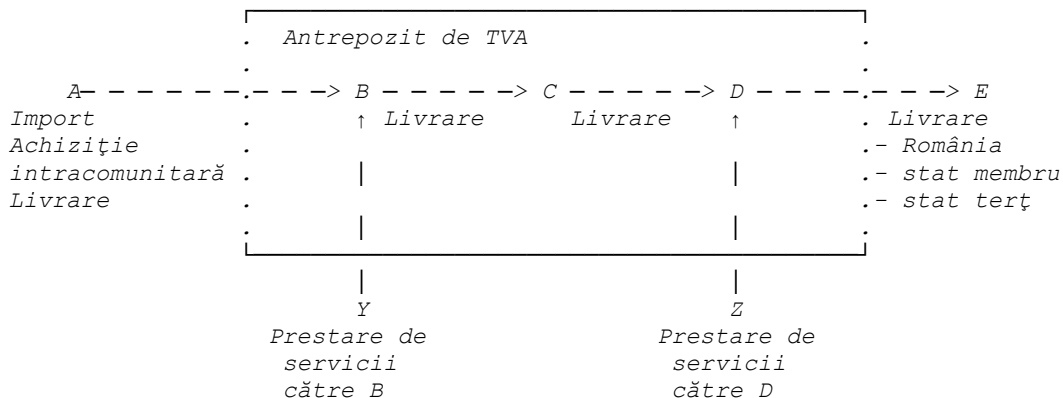 Antrepozit de TVA
A B C D E
Import Livrare Livrare Livrare
Achiziţie - România
intracomunitară - stat membru
Livrare - stat terţ
Y Z
Prestare de Prestare de
servicii servicii
către B către D